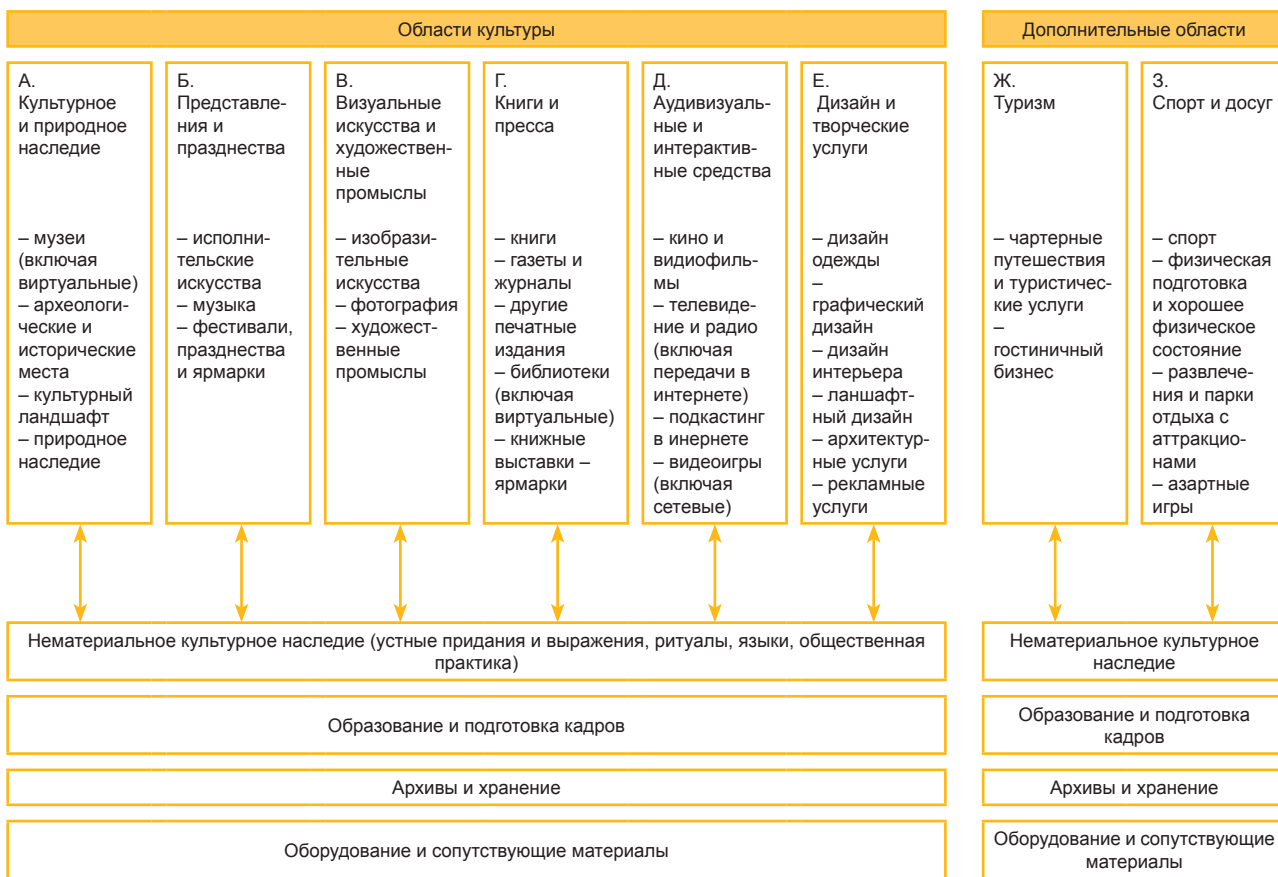 Области культуры
Дополнительные области
А.
Культурное
и природное
наследие
– музеи
(включая
виртуальные)
– археологи-
ческие и
исторические
места
– культурный
ландшафт
– природное
наследие
Б.
Представле-
ния и
празднества
– исполни-
тельские
искусства
– музыка
– фестивали,
празднества
и ярмарки
В.
Визуальные
искусства и
художествен-
ные
промыслы
– изобрази-
тельные
искусства
– фотография
– художест-
венные
промыслы
Г.
Книги и
пресса
– книги
– газеты и
журналы
– другие
печатные
издания
– библиотеки
(включая
виртуальные)
– книжные
выставки –
ярмарки
Д.
Аудивизуаль-
ные и
интерактив-
ные средства
– кино и
видиофиль-
мы
– телевиде-
ние и радио
(включая
передачи в
интернете)
– подкастинг
в инернете
– видеоигры
(включая
сетевые)
Е.
Дизайн и
творческие
услуги
– дизайн
одежды
–
графический
дизайн
– дизайн
интерьера
– ланшафт-
ный дизайн
– архитектур-
ные услуги
– рекламные
услуги
Ж.
Туризм
– чартерные
путешествия
и туристичес-
кие услуги
–
гостиничный
бизнес
З.
Спорт и досуг
– спорт
– физическая
подготовка
и хорошее
физическое
состояние
– развлече-
ния и парки
отдыха с
аттракцио-
нами
– азартные
игры
Нематериальное культурное наследие (устные придания и выражения, ритуалы, языки, общественная
практика)
Нематериальное культурное
наследие
Образование и подготовка кадров
Образование и подготовка
кадров
Архивы и хранение
Архивы и хранение
Оборудование и сопутствующие материалы
Оборудование и сопутствующие
материалы